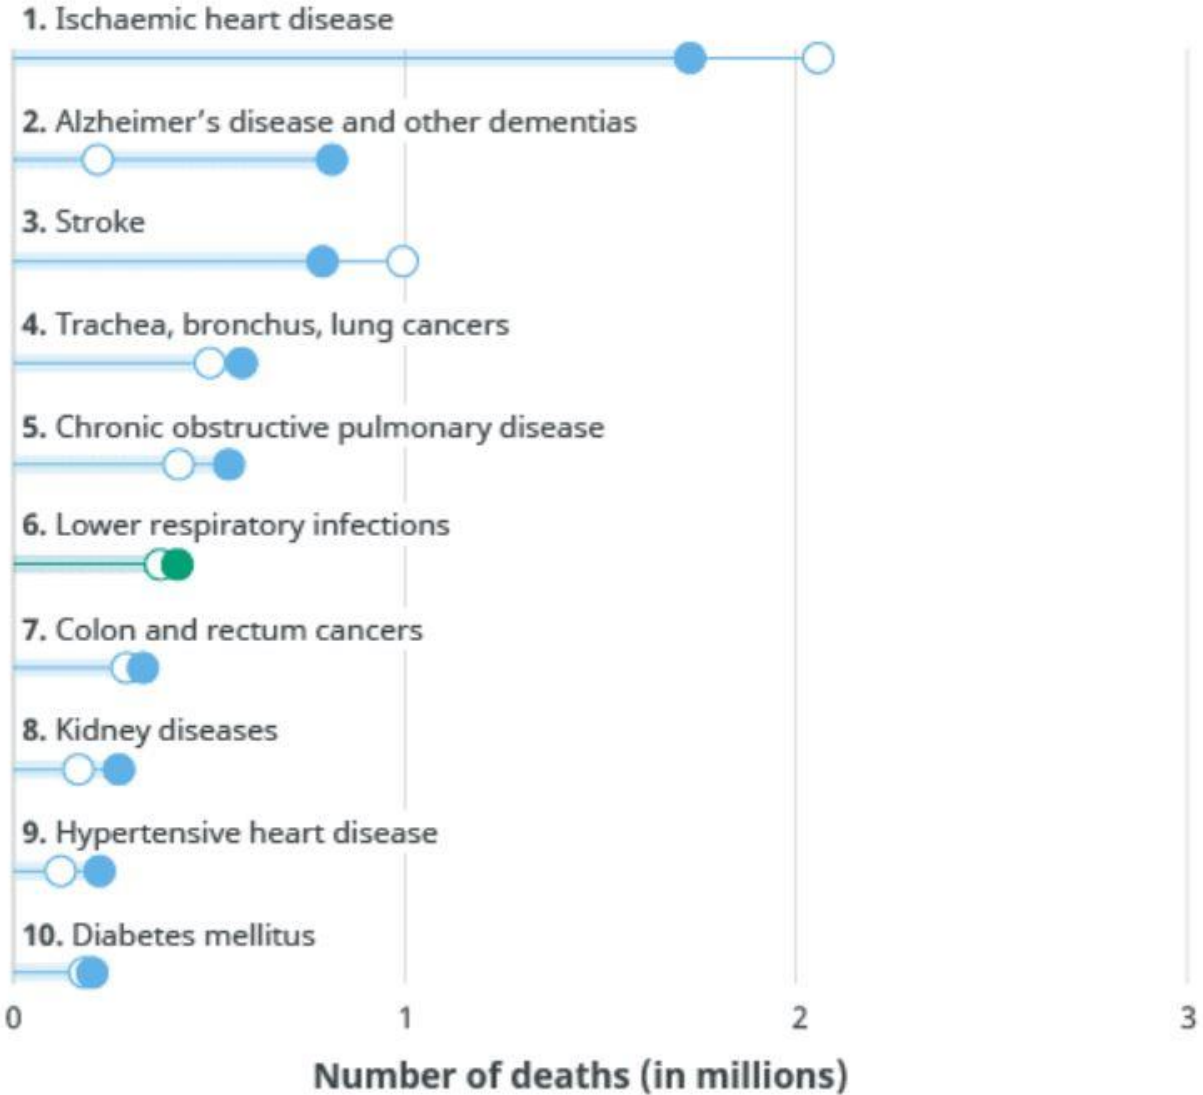 1. Ischaemic heart disease
2. Alzheimer’s disease and other dementias
3. Stroke
4. Trachea, bronchus, lung cancers
5. Chronic obstructive pulmonary disease
6. Lower respiratory infections
7. Colon and rectum cancers
8. Kidney diseases
9. Hypertensive heart disease
10. Diabetes mellitus
0 1 2 3
Number of deaths (in millions)